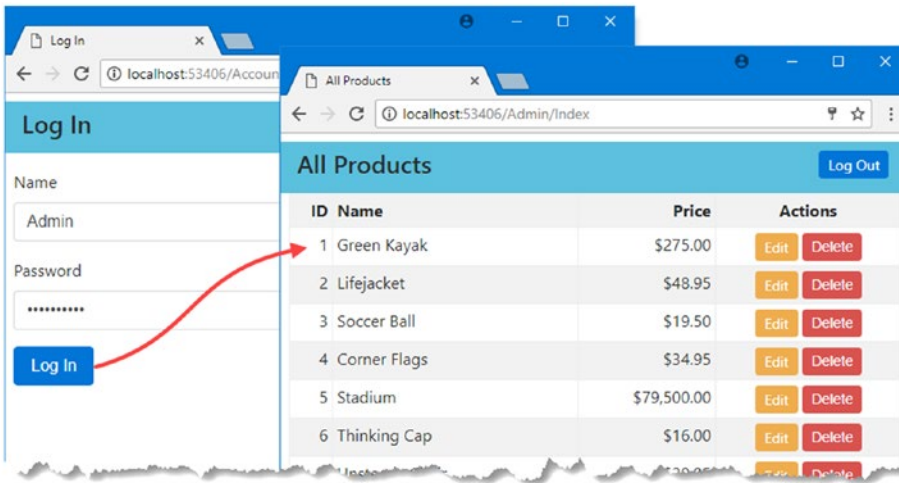 Log In
localhost:53406/Accoun
Log In
Name
Admin
Password
Log In
All Products
localhost:53406/Admin/Index
All Products
Log Out
ID Name Price Actions
1 Green Kayak $275.00 Edit Delete
2 Lifejacket $48.95 Edit Delete
3 Soccer Ball $19.50 Edit Delete
4 Corner Flags $34.95 Edit Delete
5 Stadium $79,500.00 Edit Delete
6 Thinking Cap $16.00 Edit Delete
Edit Delete